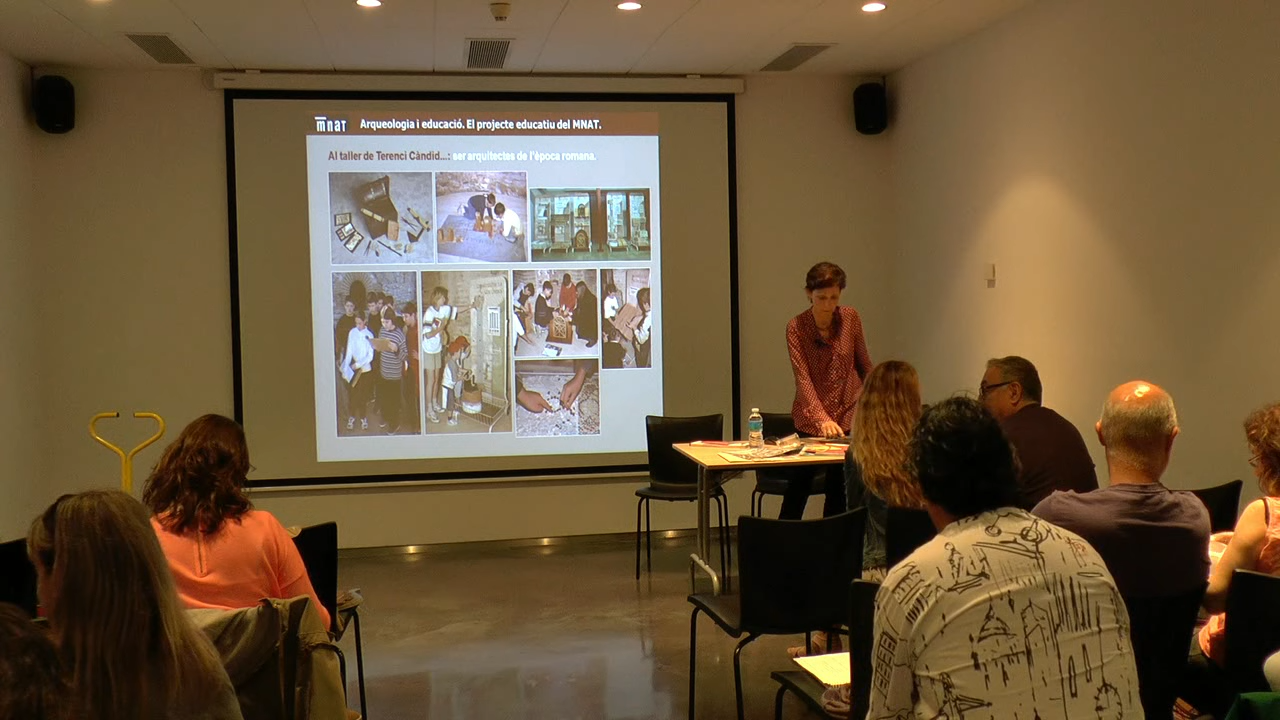 mnat Arqueologia i educació. El projecte educatiu del MNAT.
Al taller de Terenci Càndid...: ser arquitectes de l'època romana.